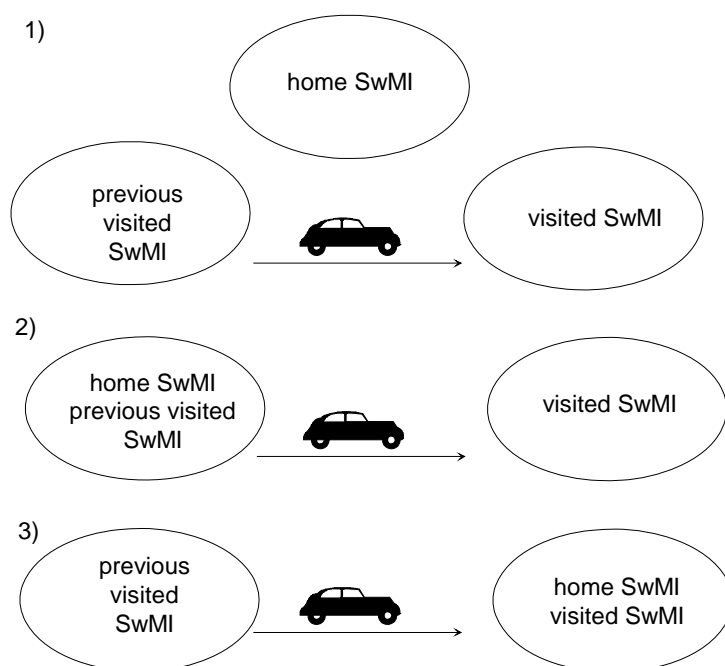 1)
home SwMI
previous
visited
SwMI
visited SwMI
2)
home SwMI
previous visited
SwMI
visited SwMI
3)
previous
visited
SwMI
home SwMI
visited SwMI